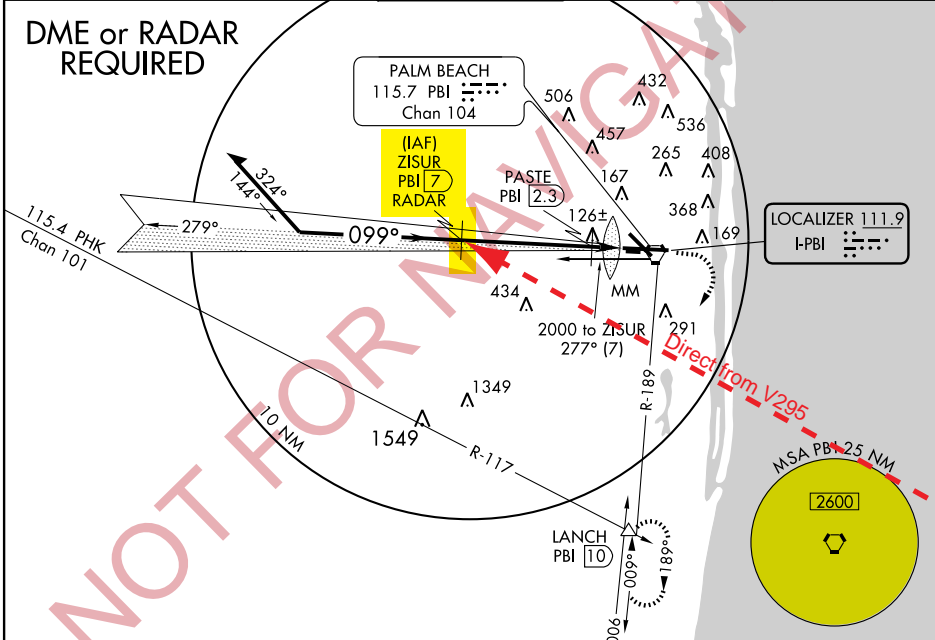 DME or RADAR
REQUIRED
PALM BEACH
115.7 PBI
Chan 104
(IAF)
ZISUR
PBI 7
RADAR
PASTE
PBI 2.3
506
457
432
536
265
408
167
368
126±
169
LOCALIZER 111.9
I-PBI
324°
144°
279°
099°
115.4 PHK
Chan 101
MM
434
2000 to ZISUR
277° (7)
291
Direct from V295
R-189
1349
1549
10 NM
R-117
MSA PBI 25 NM
2600
LANCH
PBI 10
009°
189°
006
NOT FOR NAVIGAT